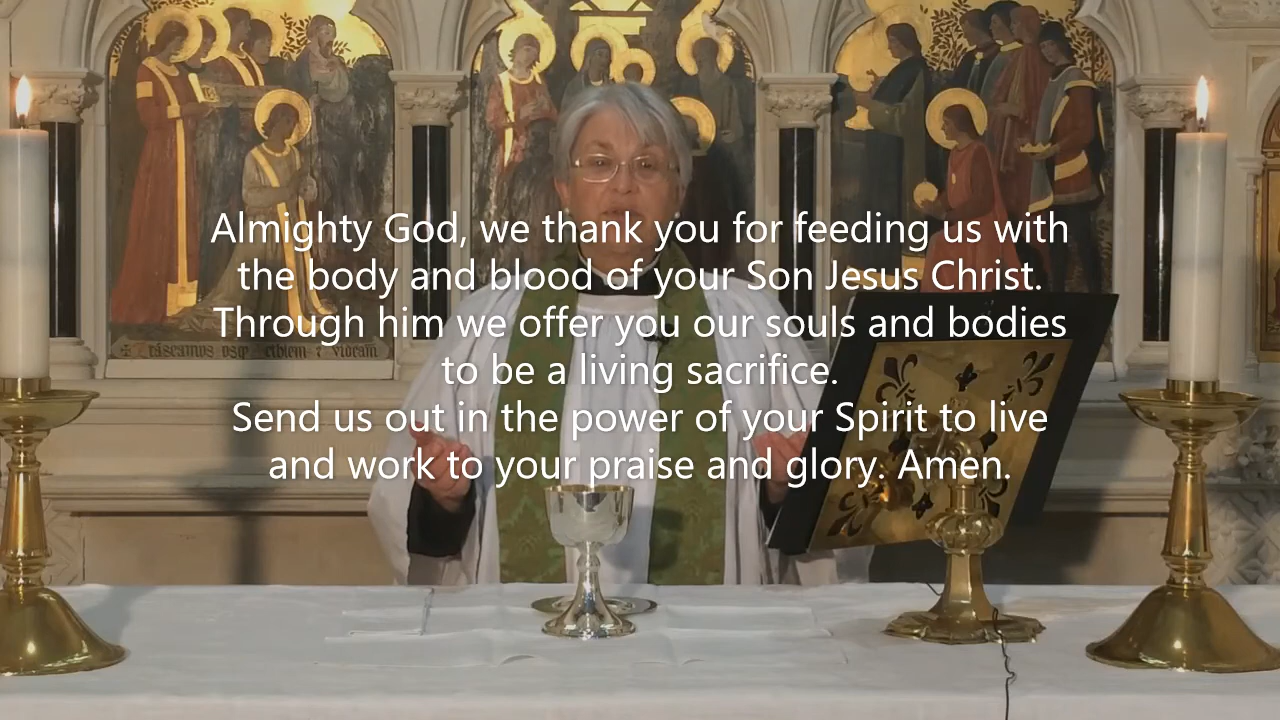 Almighty God, we thank you for feeding us with
the body and blood of your Son Jesus Christ.
Through him we offer you our souls and bodies
to be a living sacrifice.
Send us out in the power of your Spirit to live
and work to your praise and glory. Amen.